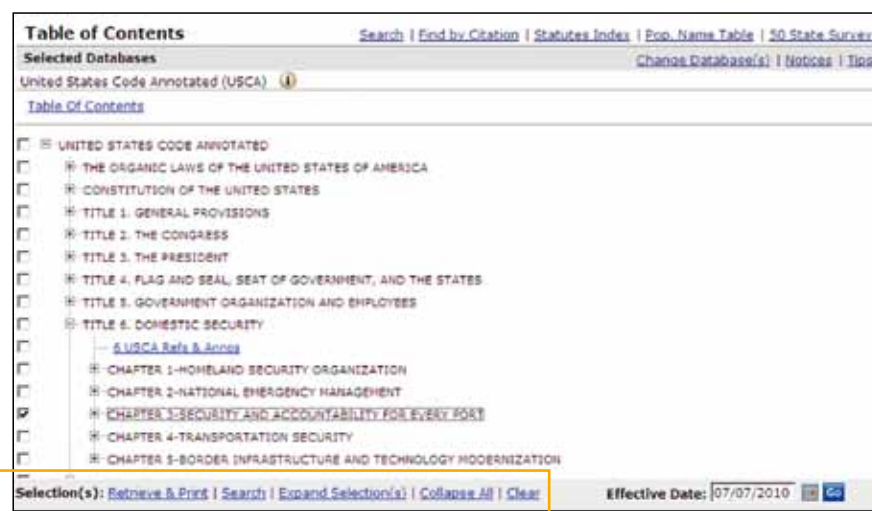 Table of Contents Search | Find by Citation | Statutes Index | Pop. Name Table | 50 State Survey
Selected Databases Change Database(s) | Notices | Tips
United States Code Annotated (USCA)
Table Of Contents
UNITED STATES CODE ANNOTATED
THE ORGANIC LAWS OF THE UNITED STATES OF AMERICA
CONSTITUTION OF THE UNITED STATES
TITLE 1. GENERAL PROVISIONS
TITLE 2. THE CONGRESS
TITLE 3. THE PRESIDENT
TITLE 4. FLAG AND SEAL, SEAT OF GOVERNMENT, AND THE STATES
TITLE 5. GOVERNMENT ORGANIZATION AND EMPLOYEES
TITLE 6. DOMESTIC SECURITY
6 USCA Refs & Annos
CHAPTER 1-HOMELAND SECURITY ORGANIZATION
CHAPTER 2-NATIONAL EMERGENCY MANAGEMENT
CHAPTER 3-SECURITY AND ACCOUNTABILITY FOR EVERY PORT
CHAPTER 4-TRANSPORTATION SECURITY
CHAPTER 5-BORDER INFRASTRUCTURE AND TECHNOLOGY MODERNIZATION
Selection(s): Retrieve & Print | Search | Expand Selection(s) | Collapse All | Clear Effective Date: 07/07/2010 Go